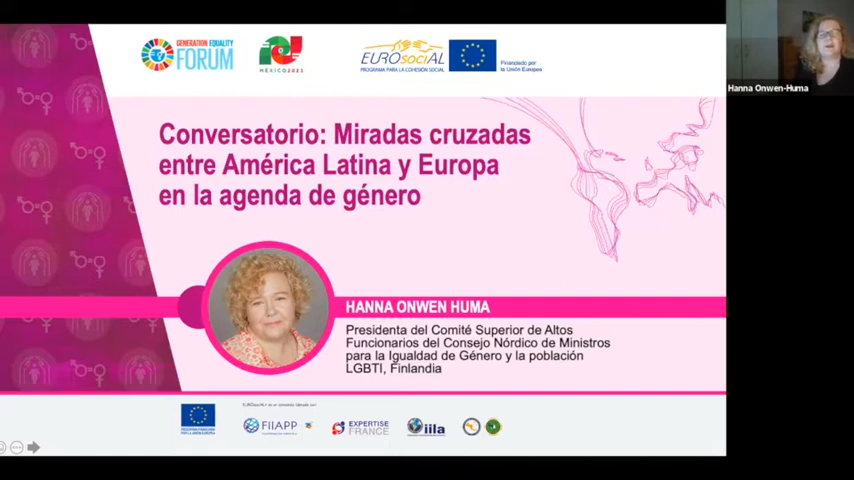 GENERATION EQUALITY
FORUM
MÉXICO2021
EUROsociAL
PROGRAMA PARA LA COHESIÓN SOCIAL
Financiado por
la Unión Europea
Hanna Onwen-Huma
Conversatorio: Miradas cruzadas
entre América Latina y Europa
en la agenda de género
HANNA ONWEN HUMA
Presidenta del Comité Superior de Altos
Funcionarios del Consejo Nórdico de Ministros
para la Igualdad de Género y la población
LGBTI, Finlandia
FIIAPP
EXPERTISE
FRANCE
iila